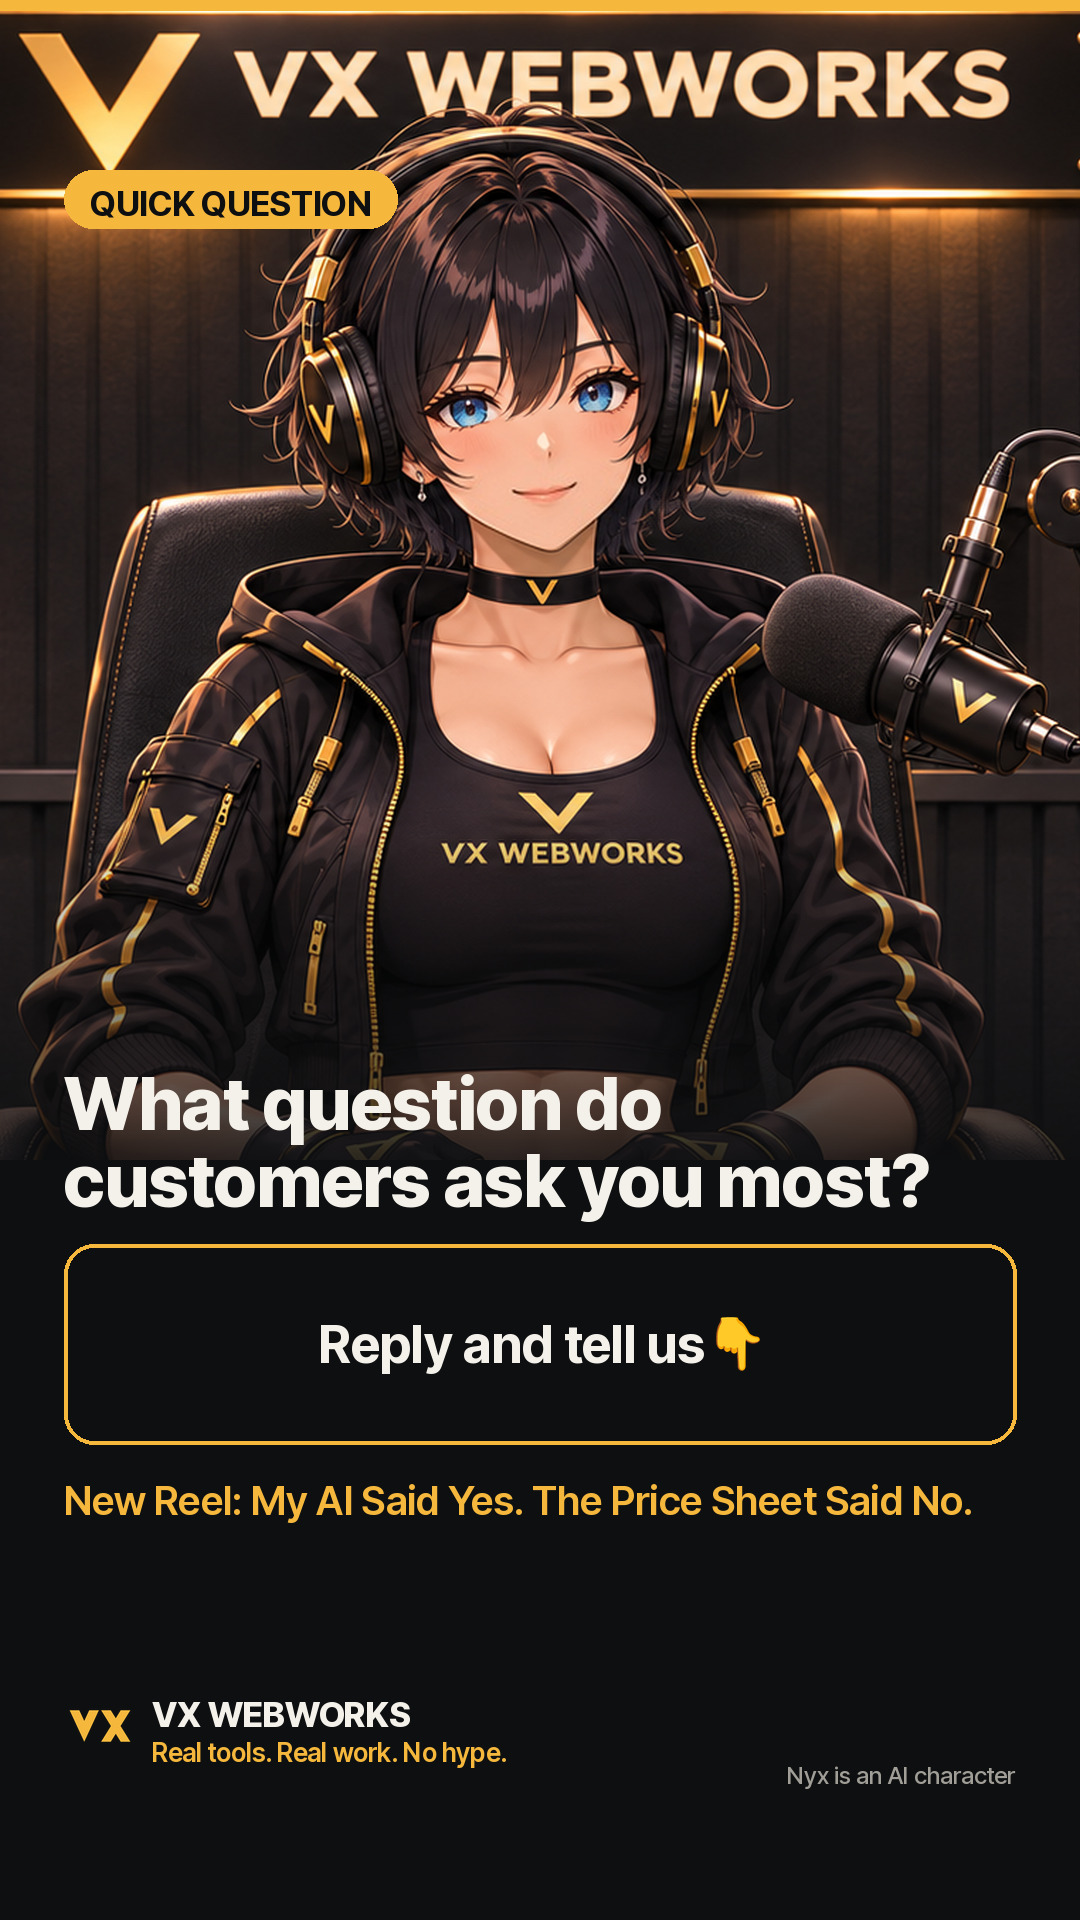 VX WEBWORKS
QUICK QUESTION
VX WEBWORKS
What question do
customers ask you most?
Reply and tell us👇
New Reel: My AI Said Yes. The Price Sheet Said No.
VX
VX WEBWORKS
Real tools. Real work. No hype.
Nyx is an AI character